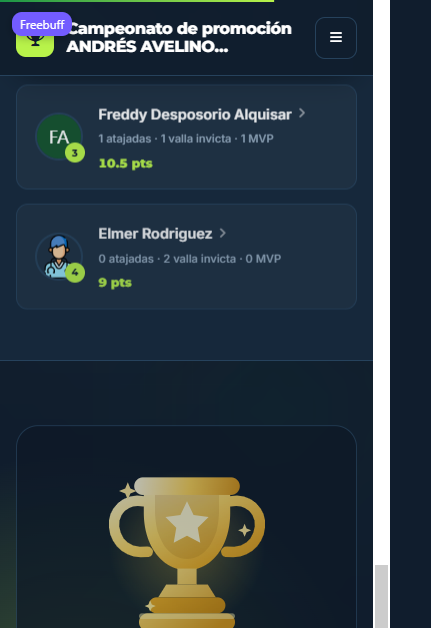 Freebuff
Campeonato de promoción
ANDRÉS AVELINO...
Freddy Desposorio Alquisar
FA
3
1 atajadas · 1 valla invicta · 1 MVP
10.5 pts
Elmer Rodriguez
4
0 atajadas · 2 valla invicta · 0 MVP
9 pts